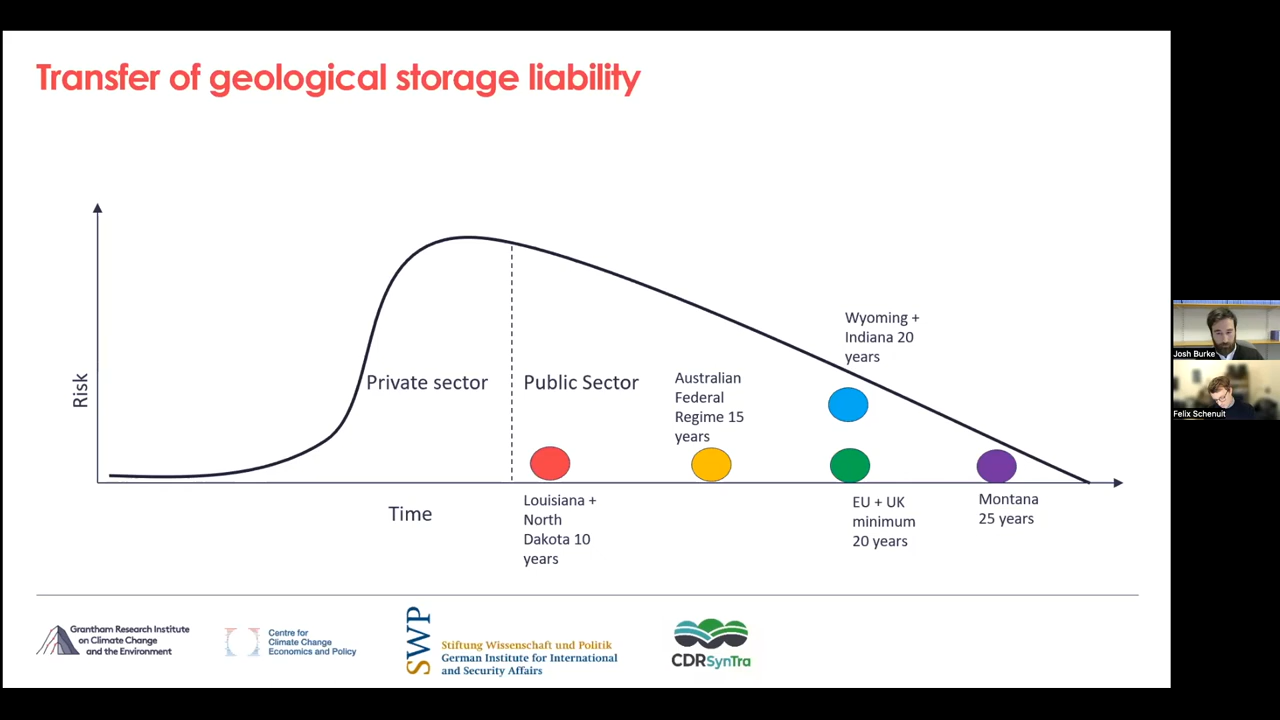 Transfer of geological storage liability
Wyoming +
Indiana 20
years
Risk
Private sector
Public Sector
Australian
Federal
Regime 15
years
Time
Louisiana +
North
Dakota 10
years
EU + UK
minimum
20 years
Montana
25 years
Josh Burke
Felix Schenuit
Grantham Research Institute
on Climate Change
and the Environment
Centre for
Climate Change
Economics and Policy
SWP
Stiftung Wissenschaft und Politik
German Institute for International
and Security Affairs
CDRSynTra